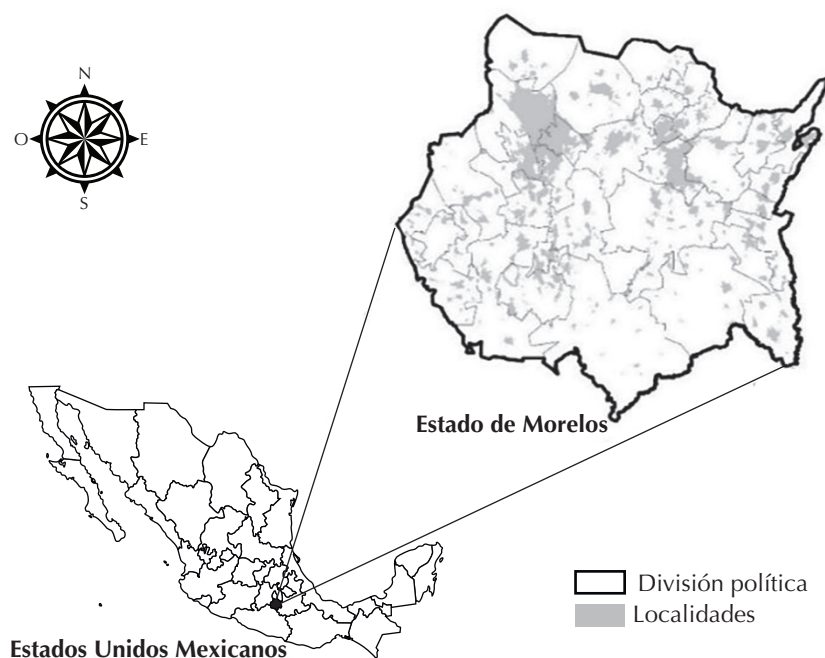 N
O
E
S
Estado de Morelos
División política
Localidades
Estados Unidos Mexicanos